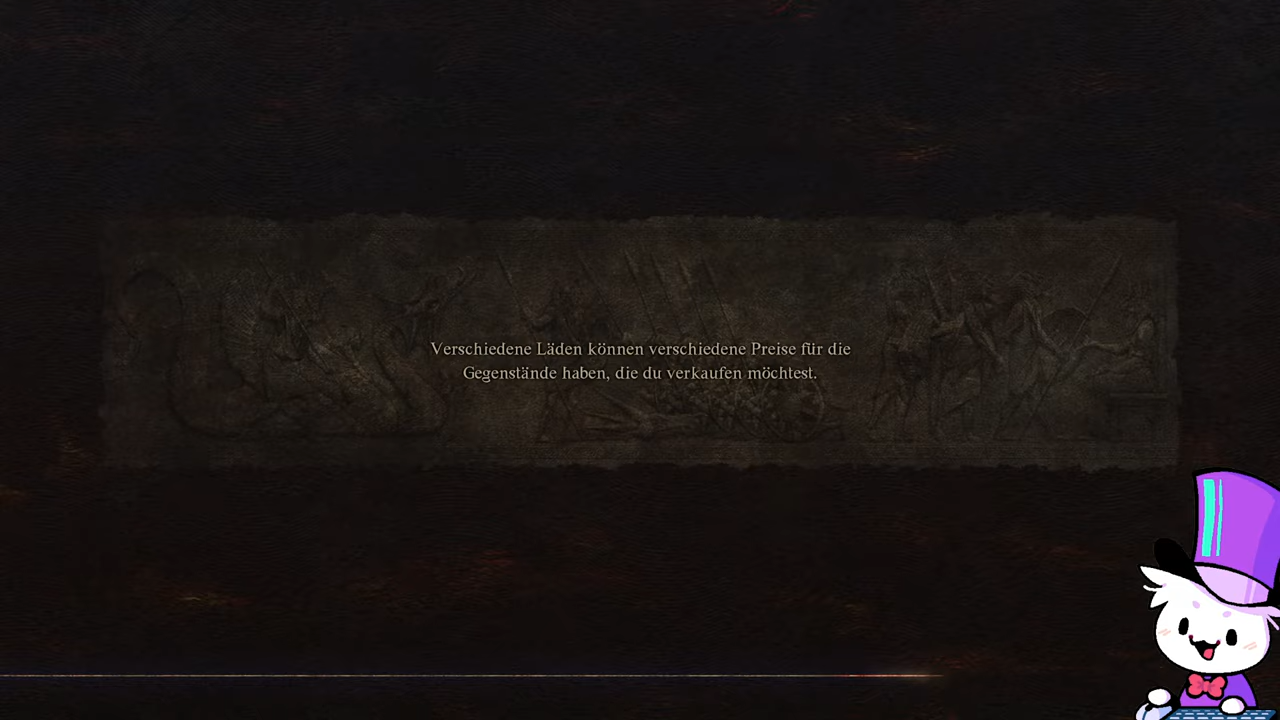 Verschiedene Läden können verschiedene Preise für die
Gegenstände haben, die du verkaufen möchtest.